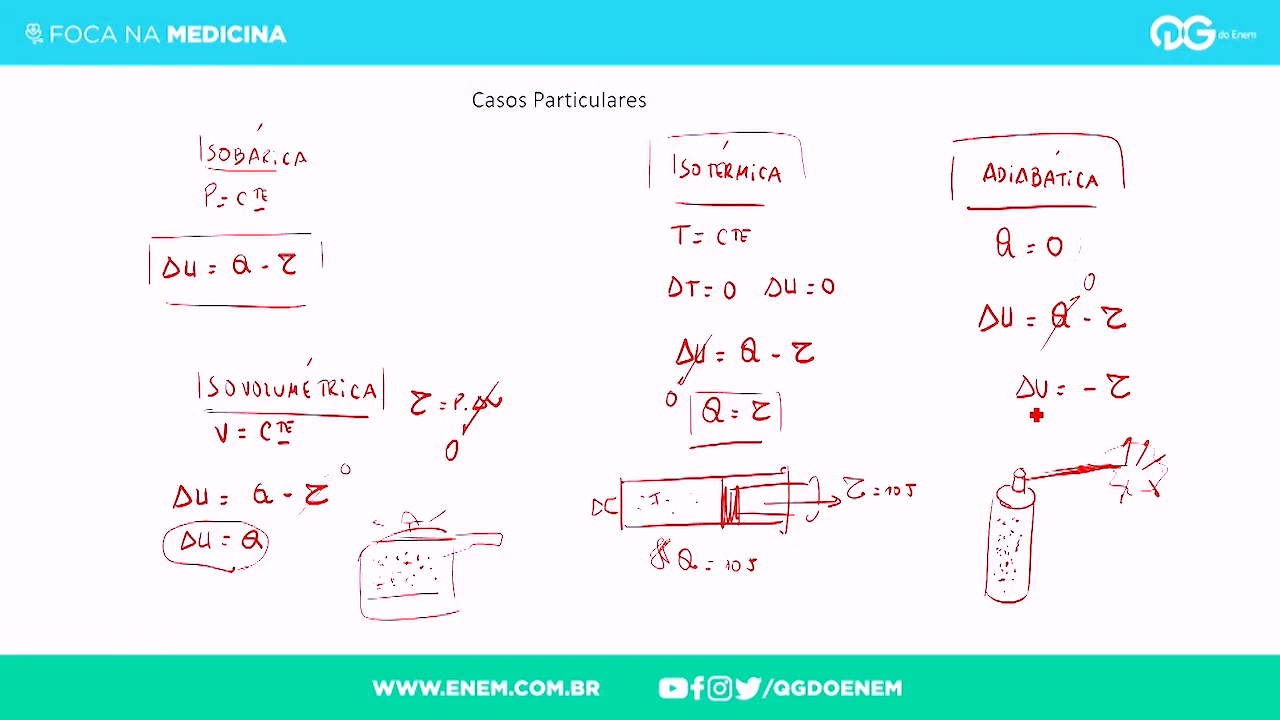 FOCA NA MEDICINA
QG do Enem
Casos Particulares
ISOBÁRICA
P = CTE
ΔU = Q - τ
ISOVOLUMÉTRICA
V = CTE
τ = P.ΔV
0
ΔU = Q - τ 0
ΔU = Q
ISOTÉRMICA
T = CTE
ΔT = 0 ΔU = 0
ΔU = Q - τ
0
Q = τ
τ = 10 J
Q = 10 J
ADIABÁTICA
Q = 0
0
ΔU = Q - τ
ΔU = - τ
WWW.ENEM.COM.BR
/QGDOENEM